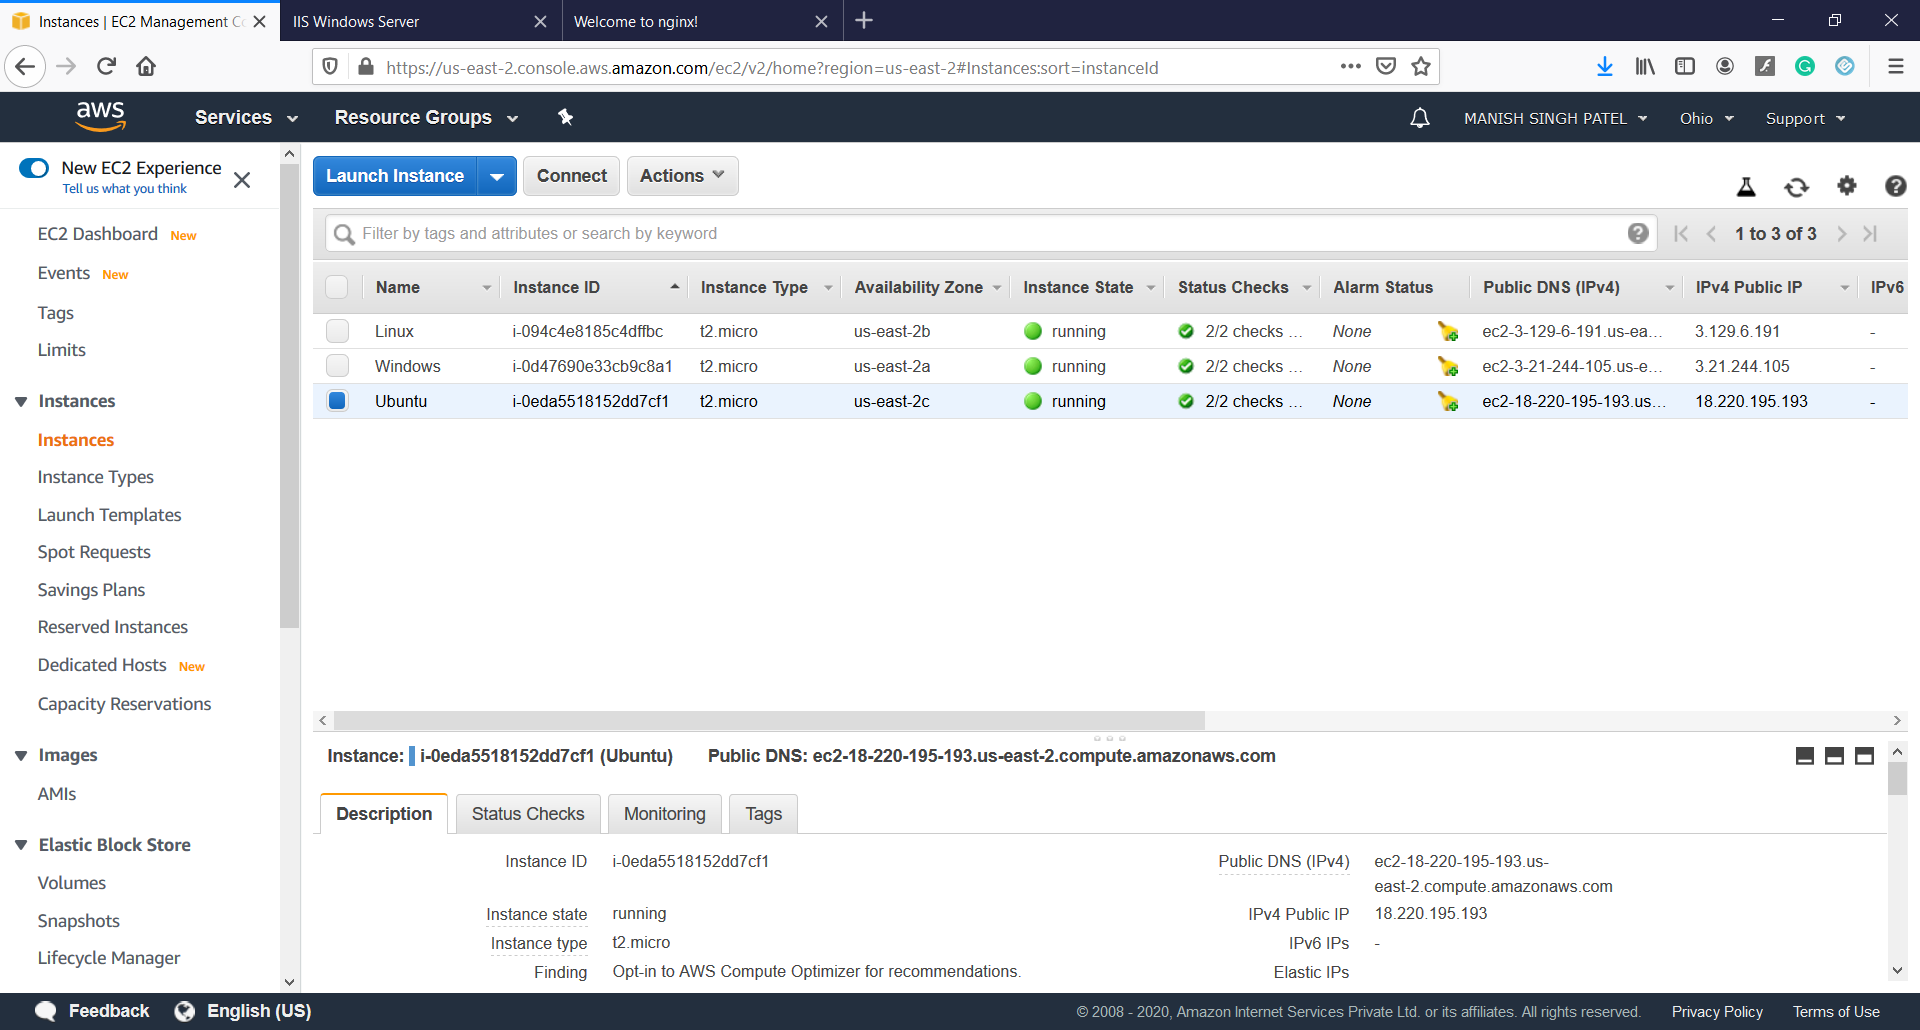 Instances | EC2 Management Co
IIS Windows Server
Welcome to nginx!
https://us-east-2.console.aws.amazon.com/ec2/v2/home?region=us-east-2#Instances:sort=instanceId
aws
Services
Resource Groups
MANISH SINGH PATEL
Ohio
Support
New EC2 Experience
Tell us what you think
EC2 Dashboard New
Events New
Tags
Limits
Instances
Instances
Instance Types
Launch Templates
Spot Requests
Savings Plans
Reserved Instances
Dedicated Hosts New
Capacity Reservations
Images
AMIs
Elastic Block Store
Volumes
Snapshots
Lifecycle Manager
Launch Instance Connect Actions
Filter by tags and attributes or search by keyword
1 to 3 of 3
Name Instance ID Instance Type Availability Zone Instance State Status Checks Alarm Status Public DNS (IPv4) IPv4 Public IP IPv6
Linux i-094c4e8185c4dffbc t2.micro us-east-2b running 2/2 checks ... None ec2-3-129-6-191.us-ea... 3.129.6.191 -
Windows i-0d47690e33cb9c8a1 t2.micro us-east-2a running 2/2 checks ... None ec2-3-21-244-105.us-e... 3.21.244.105 -
Ubuntu i-0eda5518152dd7cf1 t2.micro us-east-2c running 2/2 checks ... None ec2-18-220-195-193.us... 18.220.195.193 -
Instance: i-0eda5518152dd7cf1 (Ubuntu) Public DNS: ec2-18-220-195-193.us-east-2.compute.amazonaws.com
Description Status Checks Monitoring Tags
Instance ID i-0eda5518152dd7cf1
Instance state running
Instance type t2.micro
Finding Opt-in to AWS Compute Optimizer for recommendations.
Public DNS (IPv4) ec2-18-220-195-193.us-
east-2.compute.amazonaws.com
IPv4 Public IP 18.220.195.193
IPv6 IPs -
Elastic IPs
Feedback English (US)
© 2008 - 2020, Amazon Internet Services Private Ltd. or its affiliates. All rights reserved. Privacy Policy Terms of Use